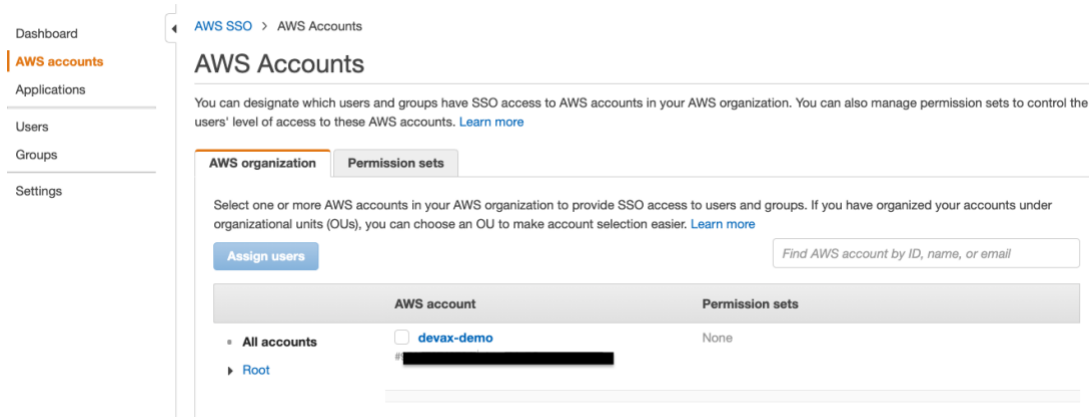 Dashboard
AWS accounts
Applications
Users
Groups
Settings
AWS SSO > AWS Accounts
AWS Accounts
You can designate which users and groups have SSO access to AWS accounts in your AWS organization. You can also manage permission sets to control the
users' level of access to these AWS accounts. Learn more
AWS organization Permission sets
Select one or more AWS accounts in your AWS organization to provide SSO access to users and groups. If you have organized your accounts under
organizational units (OUs), you can choose an OU to make account selection easier. Learn more
Assign users Find AWS account by ID, name, or email
AWS account Permission sets
All accounts devax-demo None
#
Root